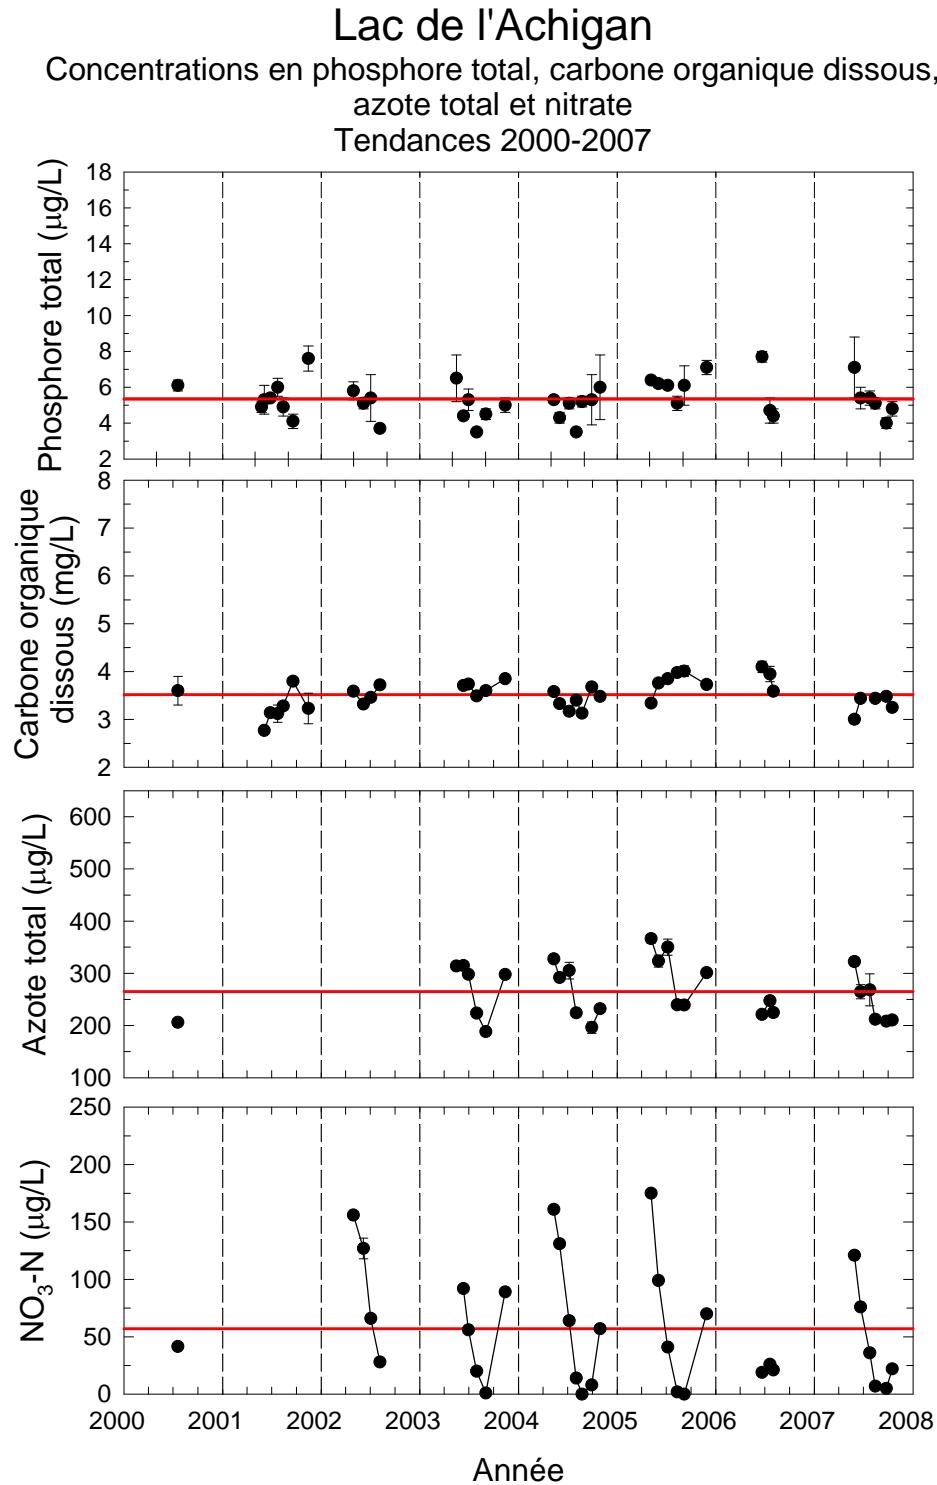 Lac de l'Achigan
Concentrations en phosphore total, carbone organique dissous,
azote total et nitrate
Tendances 2000-2007
Phosphore total (µg/L)
18
16
14
12
10
8
6
4
2
Carbone organique
dissous (mg/L)
8
7
6
5
4
3
2
Azote total (µg/L)
600
500
400
300
200
100
NO₃-N (µg/L)
250
200
150
100
50
0
2000 2001 2002 2003 2004 2005 2006 2007 2008
Année